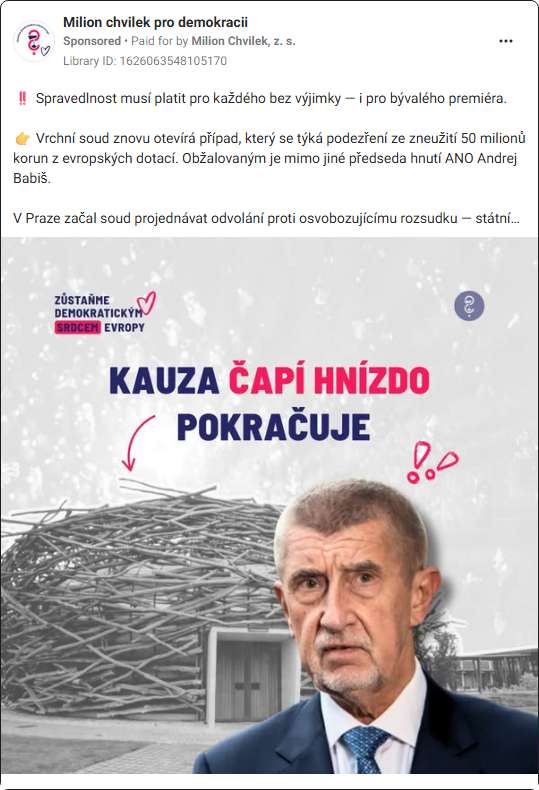 Milion chvilek pro demokracii
Sponsored • Paid for by Milion Chvilek, z. s.
Library ID: 1626063548105170
‼️ Spravedlnost musí platit pro každého bez výjimky — i pro bývalého premiéra.
👉 Vrchní soud znovu otevírá případ, který se týká podezření ze zneužití 50 milionů
korun z evropských dotací. Obžalovaným je mimo jiné předseda hnutí ANO Andrej
Babiš.
V Praze začal soud projednávat odvolání proti osvobozujícímu rozsudku — státní...
ZŮSTAŇME
DEMOKRATICKÝM
SRDCEM EVROPY
KAUZA ČAPÍ HNÍZDO
POKRAČUJE